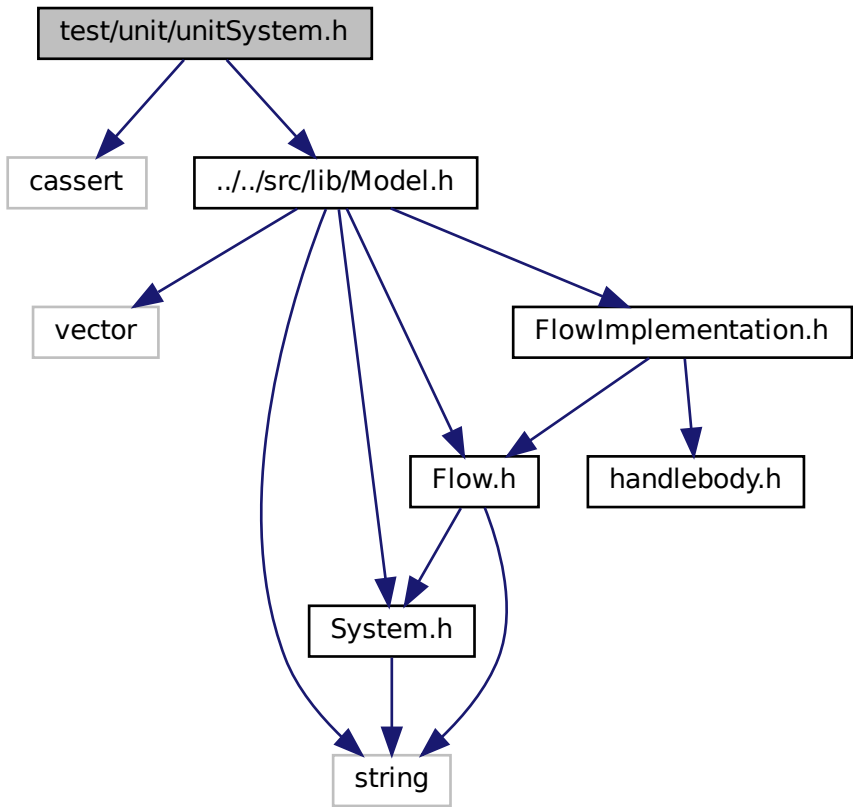 test/unit/unitSystem.h
cassert
../../src/lib/Model.h
vector
FlowImplementation.h
Flow.h
handlebody.h
System.h
string